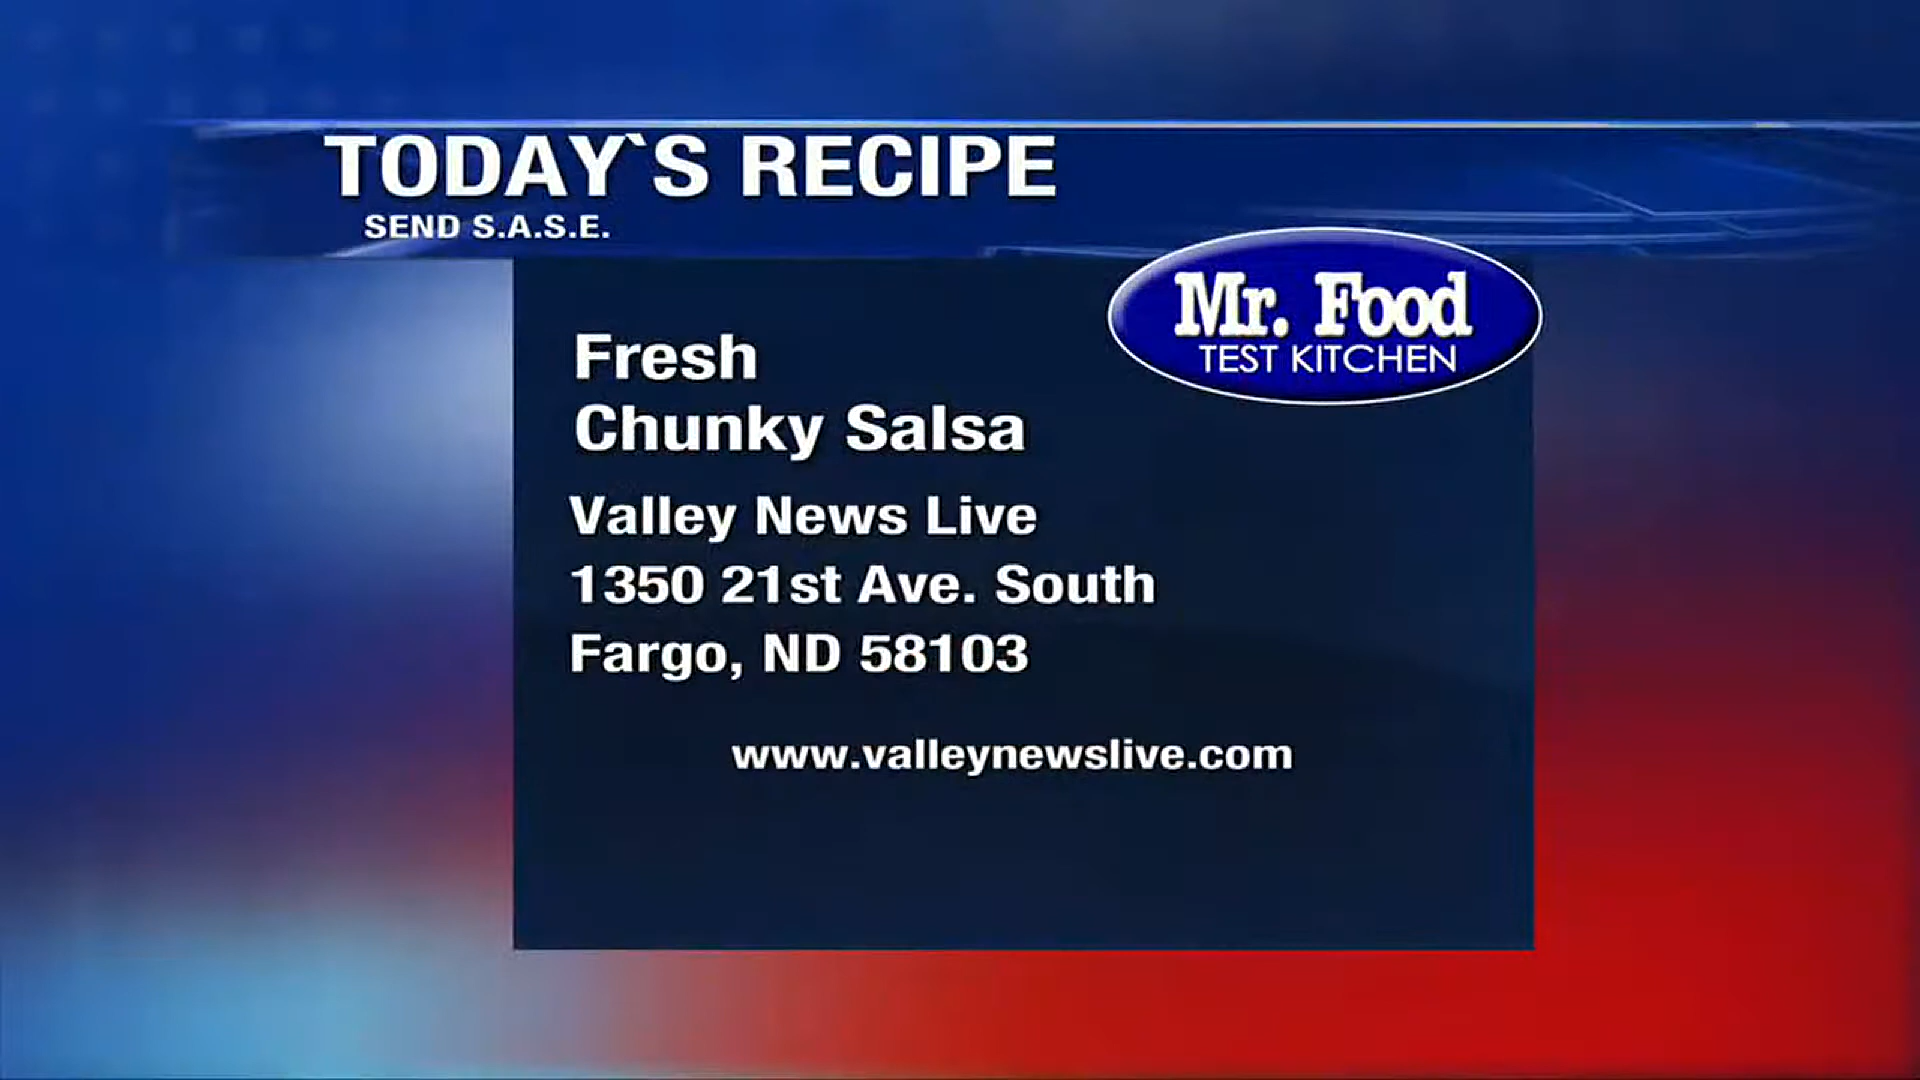 TODAY`S RECIPE
SEND S.A.S.E.
Mr. Food
TEST KITCHEN
Fresh
Chunky Salsa
Valley News Live
1350 21st Ave. South
Fargo, ND 58103
www.valleynewslive.com